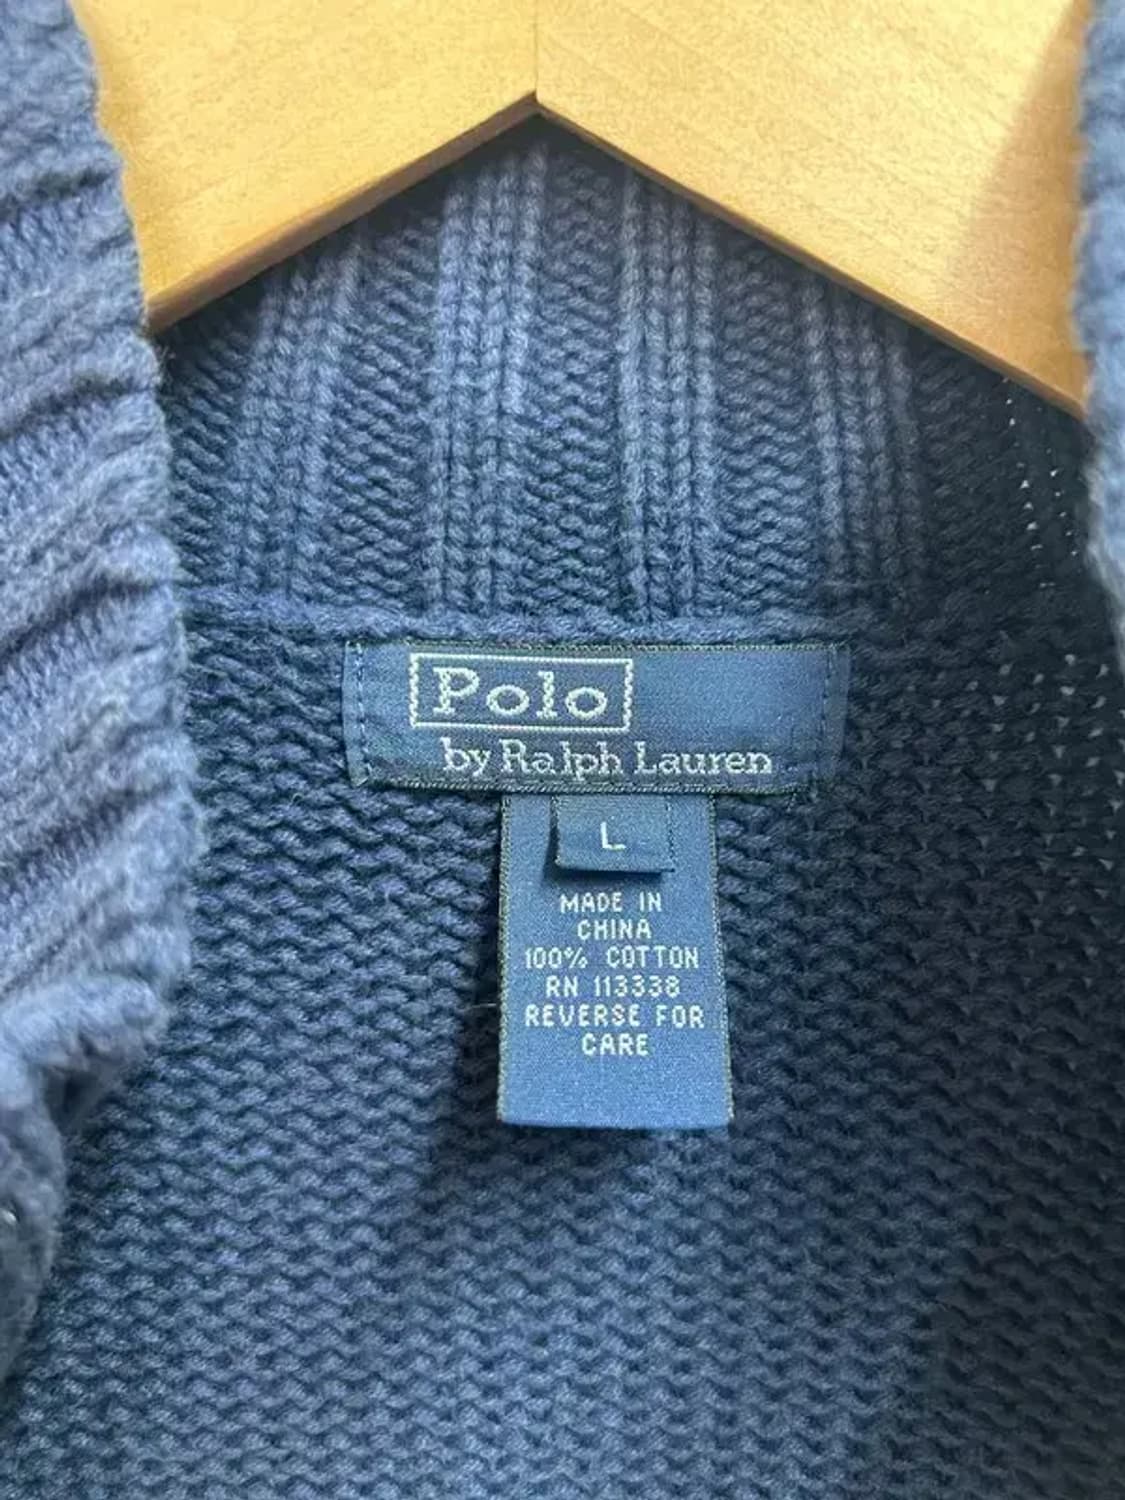 Polo
by Ralph Lauren
L
MADE IN
CHINA
100% COTTON
RN 113338
REVERSE FOR
CARE